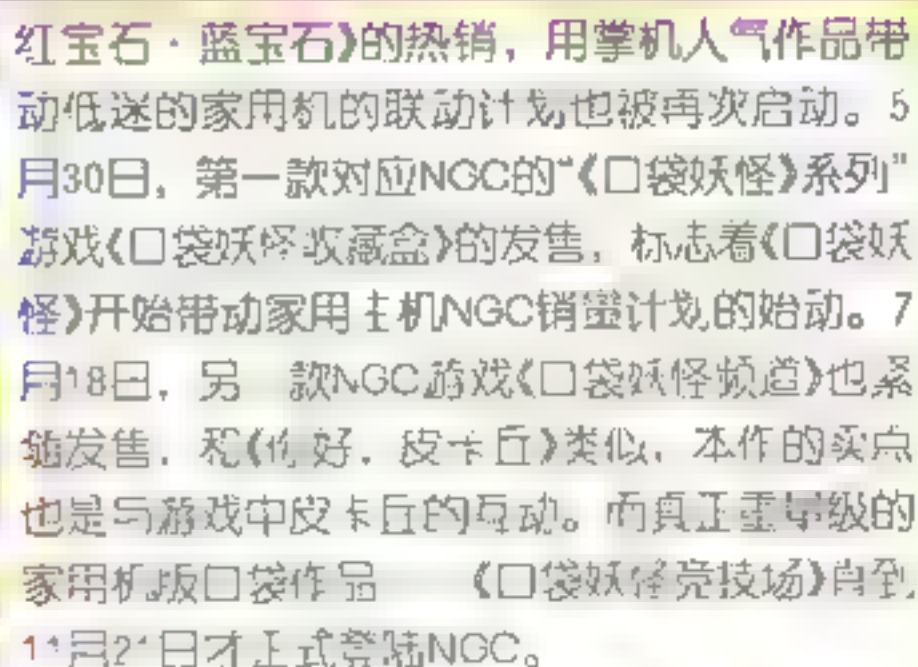 红宝石·蓝宝石》的热销，用掌机人气作品带
动低迷的家用机的联动计划也被再次启动。5
月30日，第一款对应NGC的“《口袋妖怪》系列”
游戏《口袋妖怪收藏盒》的发售，标志着《口袋妖
怪》开始带动家用主机NGC销量计划的始动。7
月18日，另一款NGC游戏《口袋妖怪频道》也紧
跟发售，和《你好，皮卡丘》类似，本作的卖点
也是与游戏中皮卡丘的互动。而真正重量级的
家用机版口袋作品——《口袋妖怪竞技场》直到
11月21日才正式登陆NGC。